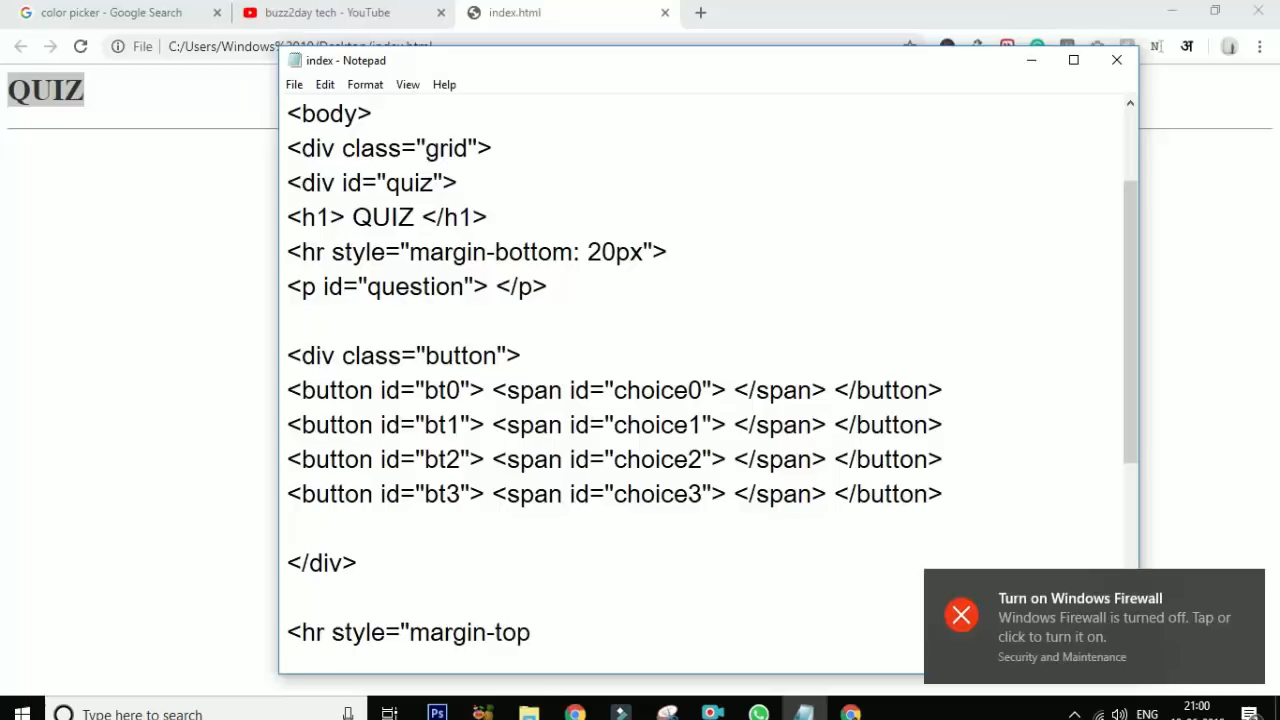 color picker - Google Search
buzz2day tech - YouTube
index.html
File
index - Notepad
File Edit Format View Help
QUIZ
<body>
<div class="grid">
<div id="quiz">
<h1> QUIZ </h1>
<hr style="margin-bottom: 20px">
<p id="question"> </p>
<div class="button">
<button id="bt0"> <span id="choice0"> </span> </button>
<button id="bt1"> <span id="choice1"> </span> </button>
<button id="bt2"> <span id="choice2"> </span> </button>
<button id="bt3"> <span id="choice3"> </span> </button>
</div>
<hr style="margin-top
Turn on Windows Firewall
Windows Firewall is turned off. Tap or
click to turn it on.
Security and Maintenance
Type here to search
Ps
ENG
21:00